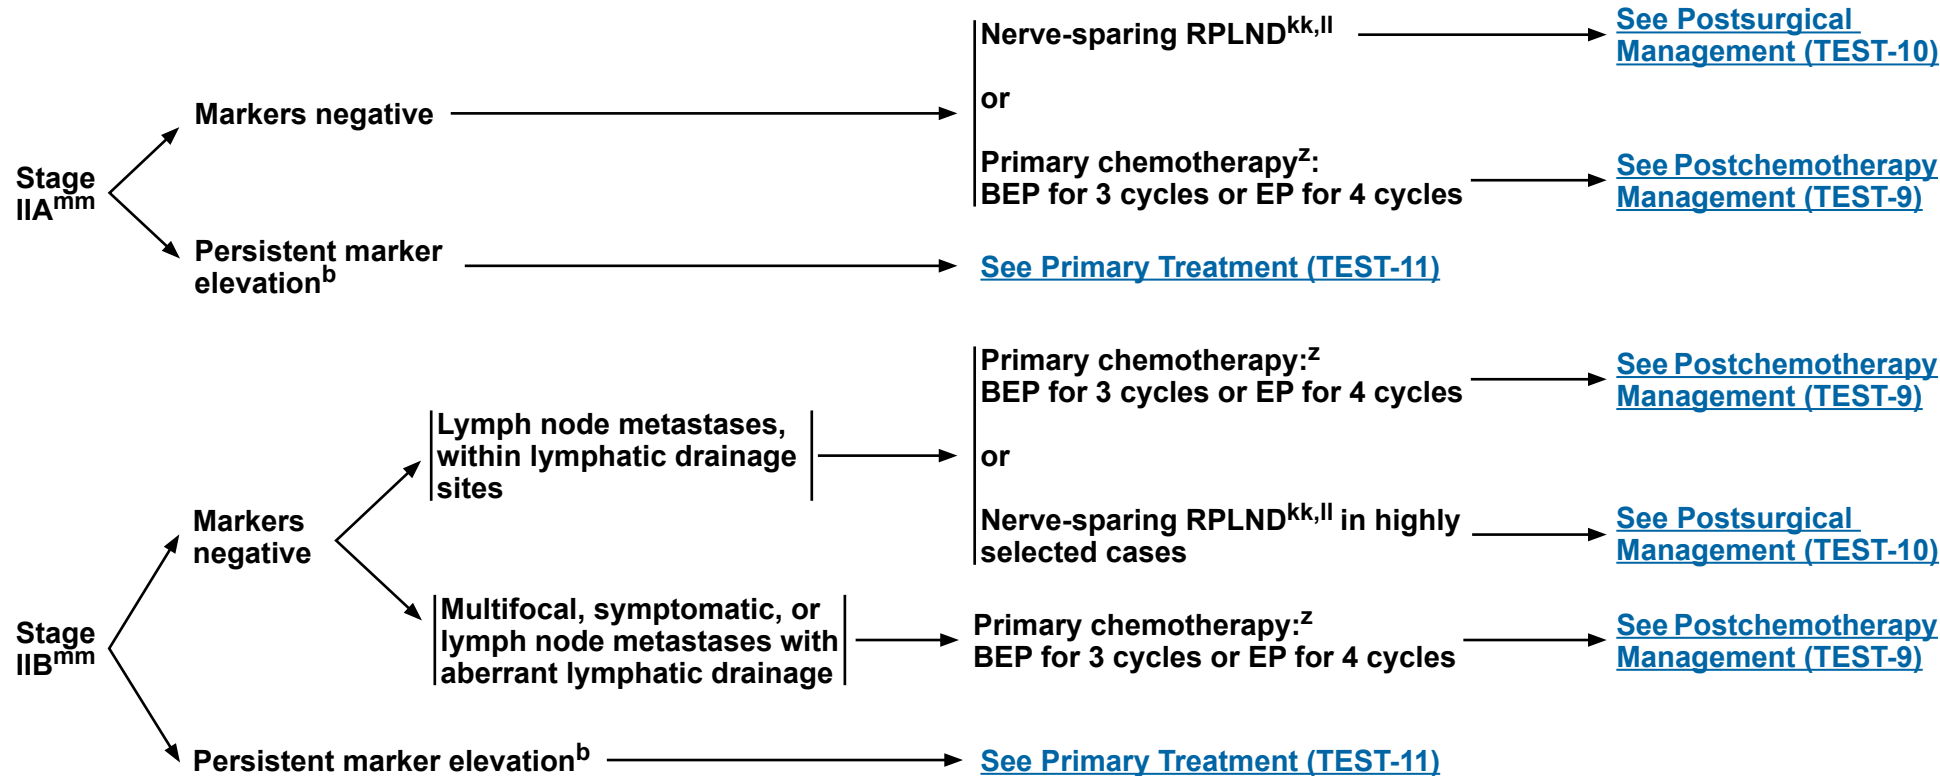 Nerve-sparing RPLNDkk,ll
See Postsurgical
Management (TEST-10)
or
Markers negative
Primary chemotherapyz:
BEP for 3 cycles or EP for 4 cycles
See Postchemotherapy
Management (TEST-9)
Stage
IIAmm
Persistent marker
elevationb
See Primary Treatment (TEST-11)
Primary chemotherapy:z
BEP for 3 cycles or EP for 4 cycles
See Postchemotherapy
Management (TEST-9)
Lymph node metastases,
within lymphatic drainage
sites
or
Markers
negative
Nerve-sparing RPLNDkk,ll in highly
selected cases
See Postsurgical
Management (TEST-10)
Multifocal, symptomatic, or
lymph node metastases with
aberrant lymphatic drainage
Primary chemotherapy:z
BEP for 3 cycles or EP for 4 cycles
See Postchemotherapy
Management (TEST-9)
Stage
IIBmm
Persistent marker elevationb
See Primary Treatment (TEST-11)